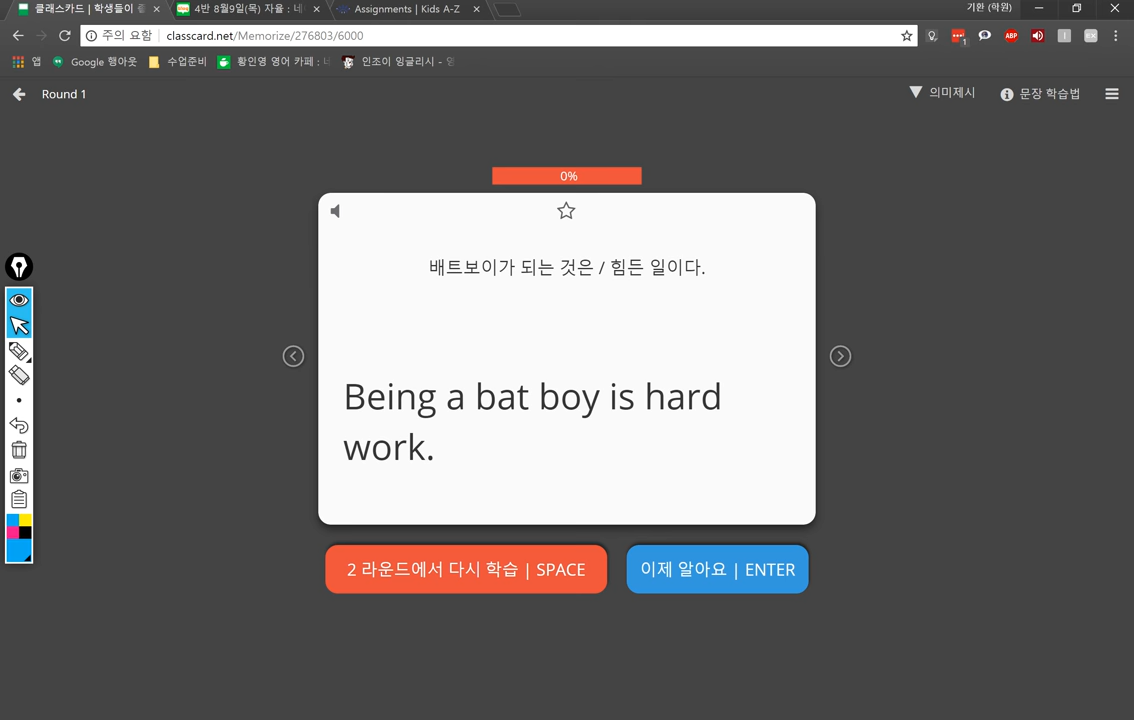 클래스카드 | 학생들이
4반 8월9일(목) 자율 : 네
Assignments | Kids A-Z
기환 (학원)
주의 요함 | classcard.net/Memorize/276803/6000
1
ABP
앱
Google 행아웃
수업준비
황인영 영어 카페 : 네
인조이 잉글리시 -
Round 1
의미제시
문장 학습법
0%
배트보이가 되는 것은 / 힘든 일이다.
Being a bat boy is hard
work.
2 라운드에서 다시 학습 | SPACE
이제 알아요 | ENTER